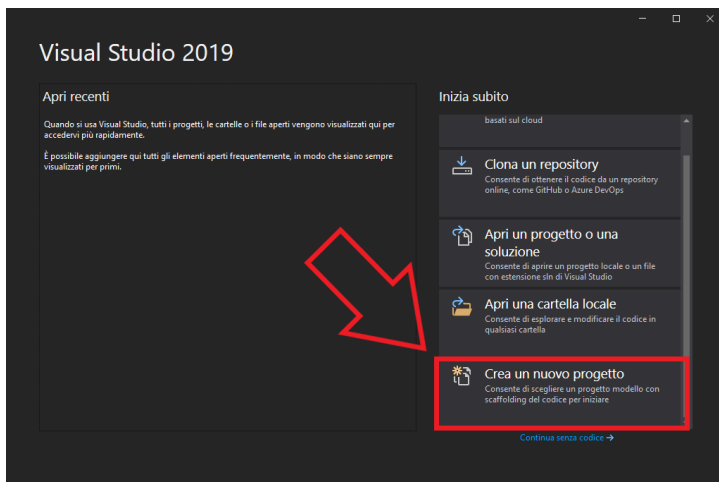 Visual Studio 2019
Apri recenti
Quando si usa Visual Studio, tutti i progetti, le cartelle o i file aperti vengono visualizzati qui per
accedervi più rapidamente.
È possibile aggiungere qui tutti gli elementi aperti frequentemente, in modo che siano sempre
visualizzati per primi.
Inizia subito
basati sul cloud
Clona un repository
Consente di ottenere il codice da un repository
online, come GitHub o Azure DevOps
Apri un progetto o una
soluzione
Consente di aprire un progetto locale o un file
con estensione sln di Visual Studio
Apri una cartella locale
Consente di esplorare e modificare il codice in
qualsiasi cartella
Crea un nuovo progetto
Consente di scegliere un progetto modello con
scaffolding del codice per iniziare
Continua senza codice →